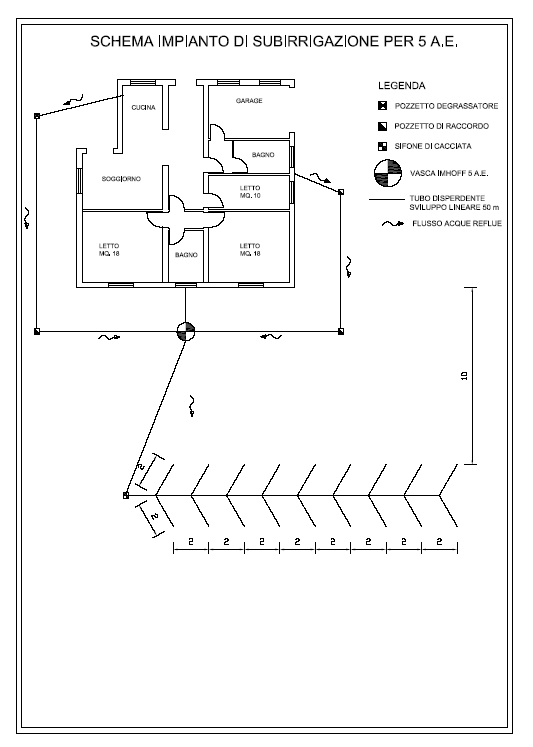 SCHEMA IMPIANTO DI SUBIRRIGAZIONE PER 5 A.E.
LEGENDA
POZZETTO DEGRASSATORE
POZZETTO DI RACCORDO
SIFONE DI CACCIATA
VASCA IMHOFF 5 A.E.
TUBO DISPERDENTE
SVILUPPO LINEARE 50 m
FLUSSO ACQUE REFLUE
CUCINA
GARAGE
BAGNO
SOGGIORNO
LETTO
MQ. 10
LETTO
MQ. 18
BAGNO
LETTO
MQ. 18
10
2
2
2 2 2 2 2 2 2 2